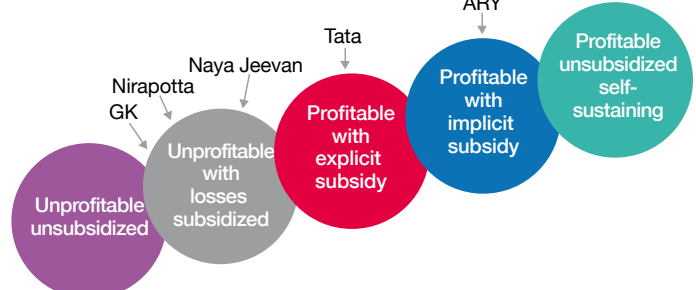 ARY
Tata
Naya Jeevan
Nirapotta
GK
Unprofitable
unsubsidized
Unprofitable
with
losses
subsidized
Profitable
with
explicit
subsidy
Profitable
with
implicit
subsidy
Profitable
unsubsidized
self-
sustaining